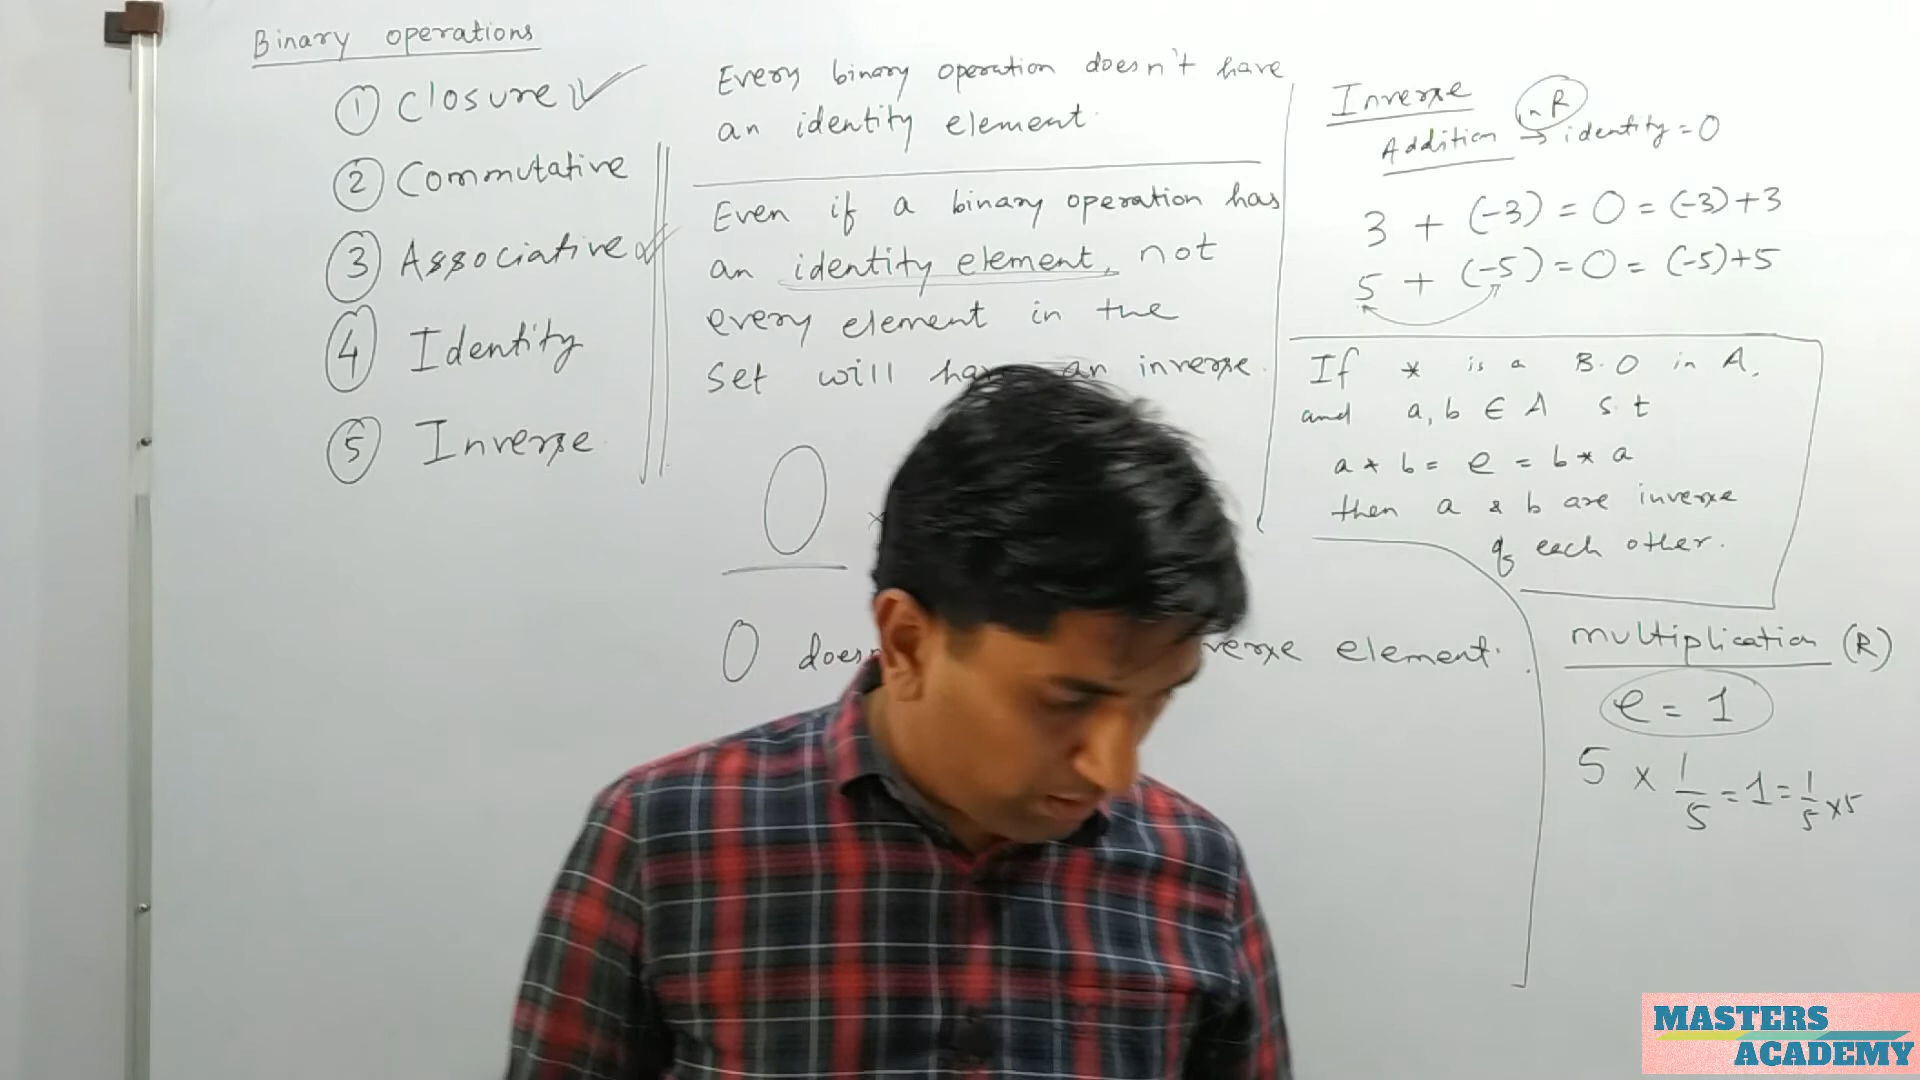 Binary operations
① Closure ✓
② Commutative
③ Associative ✓
④ Identity
⑤ Inverse
Every binary operation doesn't have
an identity element.
Even if a binary operation has
an identity element, not
every element in the
set will an inverse.
0 ×
0 element.
Inverse
in R
Addition → identity = 0
3 + (-3) = 0 = (-3)+3
5 + (-5) = 0 = (-5)+5
If * is a B.O in A,
and a, b ∈ A s.t
a * b = e = b * a
then a & b are inverse
of each other.
multiplication (R)
e = 1
5 × 1/5 = 1 = 1/5 × 5
MASTERS
ACADEMY